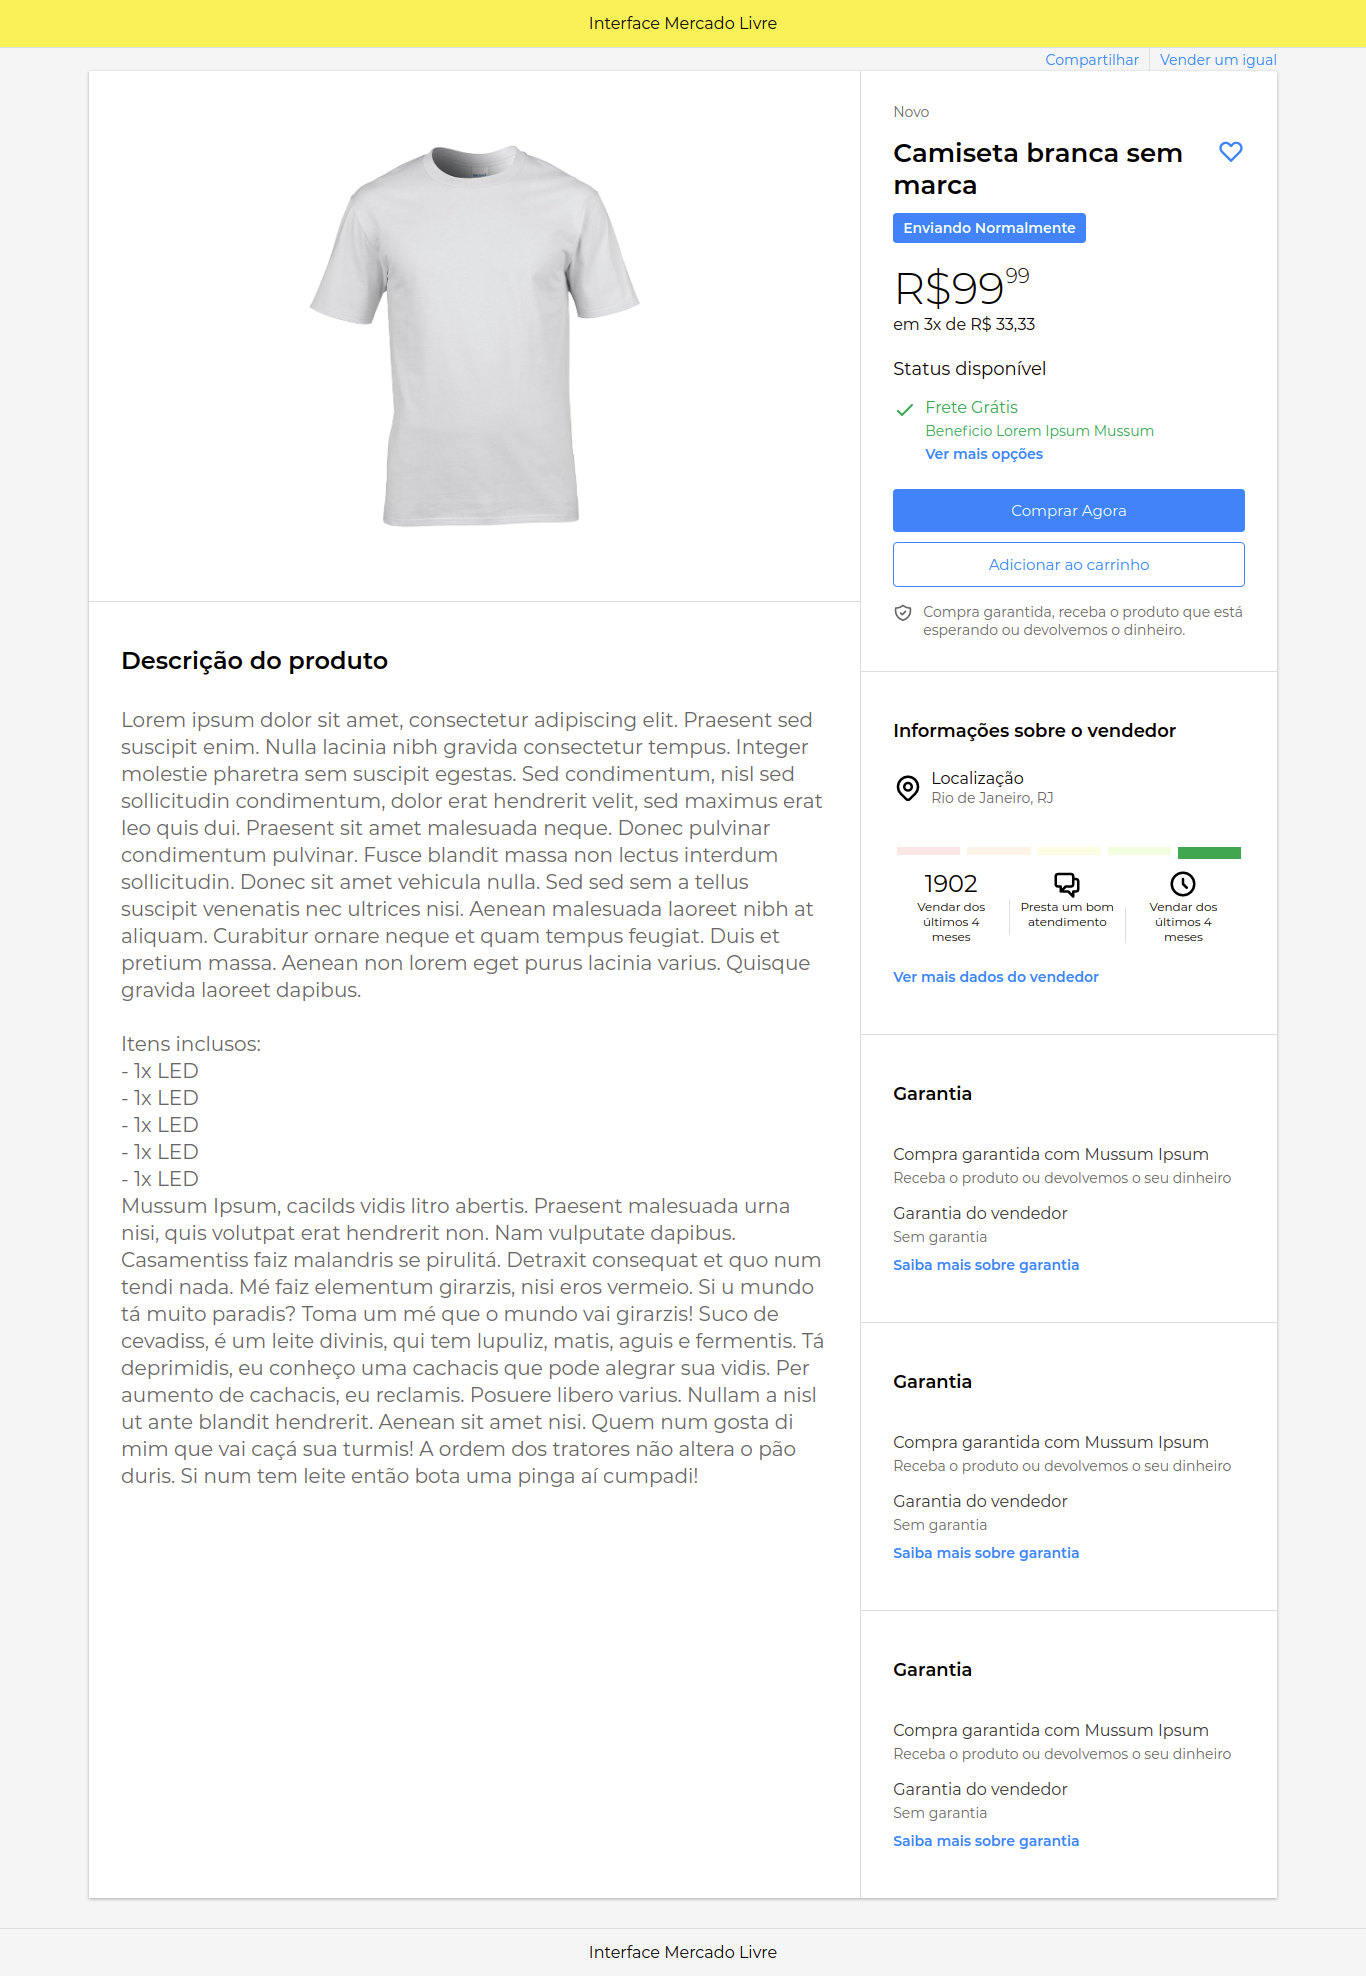 Interface Mercado Livre
Compartilhar
Vender um igual
Novo
Camiseta branca sem
marca
Enviando Normalmente
R$99 99
em 3x de R$ 33,33
Status disponível
Frete Grátis
Beneficio Lorem Ipsum Mussum
Ver mais opções
Comprar Agora
Adicionar ao carrinho
Compra garantida, receba o produto que está
esperando ou devolvemos o dinheiro.
Descrição do produto
Lorem ipsum dolor sit amet, consectetur adipiscing elit. Praesent sed
suscipit enim. Nulla lacinia nibh gravida consectetur tempus. Integer
molestie pharetra sem suscipit egestas. Sed condimentum, nisl sed
sollicitudin condimentum, dolor erat hendrerit velit, sed maximus erat
leo quis dui. Praesent sit amet malesuada neque. Donec pulvinar
condimentum pulvinar. Fusce blandit massa non lectus interdum
sollicitudin. Donec sit amet vehicula nulla. Sed sed sem a tellus
suscipit venenatis nec ultrices nisi. Aenean malesuada laoreet nibh at
aliquam. Curabitur ornare neque et quam tempus feugiat. Duis et
pretium massa. Aenean non lorem eget purus lacinia varius. Quisque
gravida laoreet dapibus.
Itens inclusos:
- 1x LED
- 1x LED
- 1x LED
- 1x LED
- 1x LED
Mussum Ipsum, cacilds vidis litro abertis. Praesent malesuada urna
nisi, quis volutpat erat hendrerit non. Nam vulputate dapibus.
Casamentiss faiz malandris se pirulitá. Detraxit consequat et quo num
tendi nada. Mé faiz elementum girarzis, nisi eros vermeio. Si u mundo
tá muito paradis? Toma um mé que o mundo vai girarzis! Suco de
cevadiss, é um leite divinis, qui tem lupuliz, matis, aguis e fermentis. Tá
deprimidis, eu conheço uma cachacis que pode alegrar sua vidis. Per
aumento de cachacis, eu reclamis. Posuere libero varius. Nullam a nisl
ut ante blandit hendrerit. Aenean sit amet nisi. Quem num gosta di
mim que vai caçá sua turmis! A ordem dos tratores não altera o pão
duris. Si num tem leite então bota uma pinga aí cumpadi!
Informações sobre o vendedor
Localização
Rio de Janeiro, RJ
1902
Vendar dos
últimos 4
meses
Presta um bom
atendimento
Vendar dos
últimos 4
meses
Ver mais dados do vendedor
Garantia
Compra garantida com Mussum Ipsum
Receba o produto ou devolvemos o seu dinheiro
Garantia do vendedor
Sem garantia
Saiba mais sobre garantia
Garantia
Compra garantida com Mussum Ipsum
Receba o produto ou devolvemos o seu dinheiro
Garantia do vendedor
Sem garantia
Saiba mais sobre garantia
Garantia
Compra garantida com Mussum Ipsum
Receba o produto ou devolvemos o seu dinheiro
Garantia do vendedor
Sem garantia
Saiba mais sobre garantia
Interface Mercado Livre